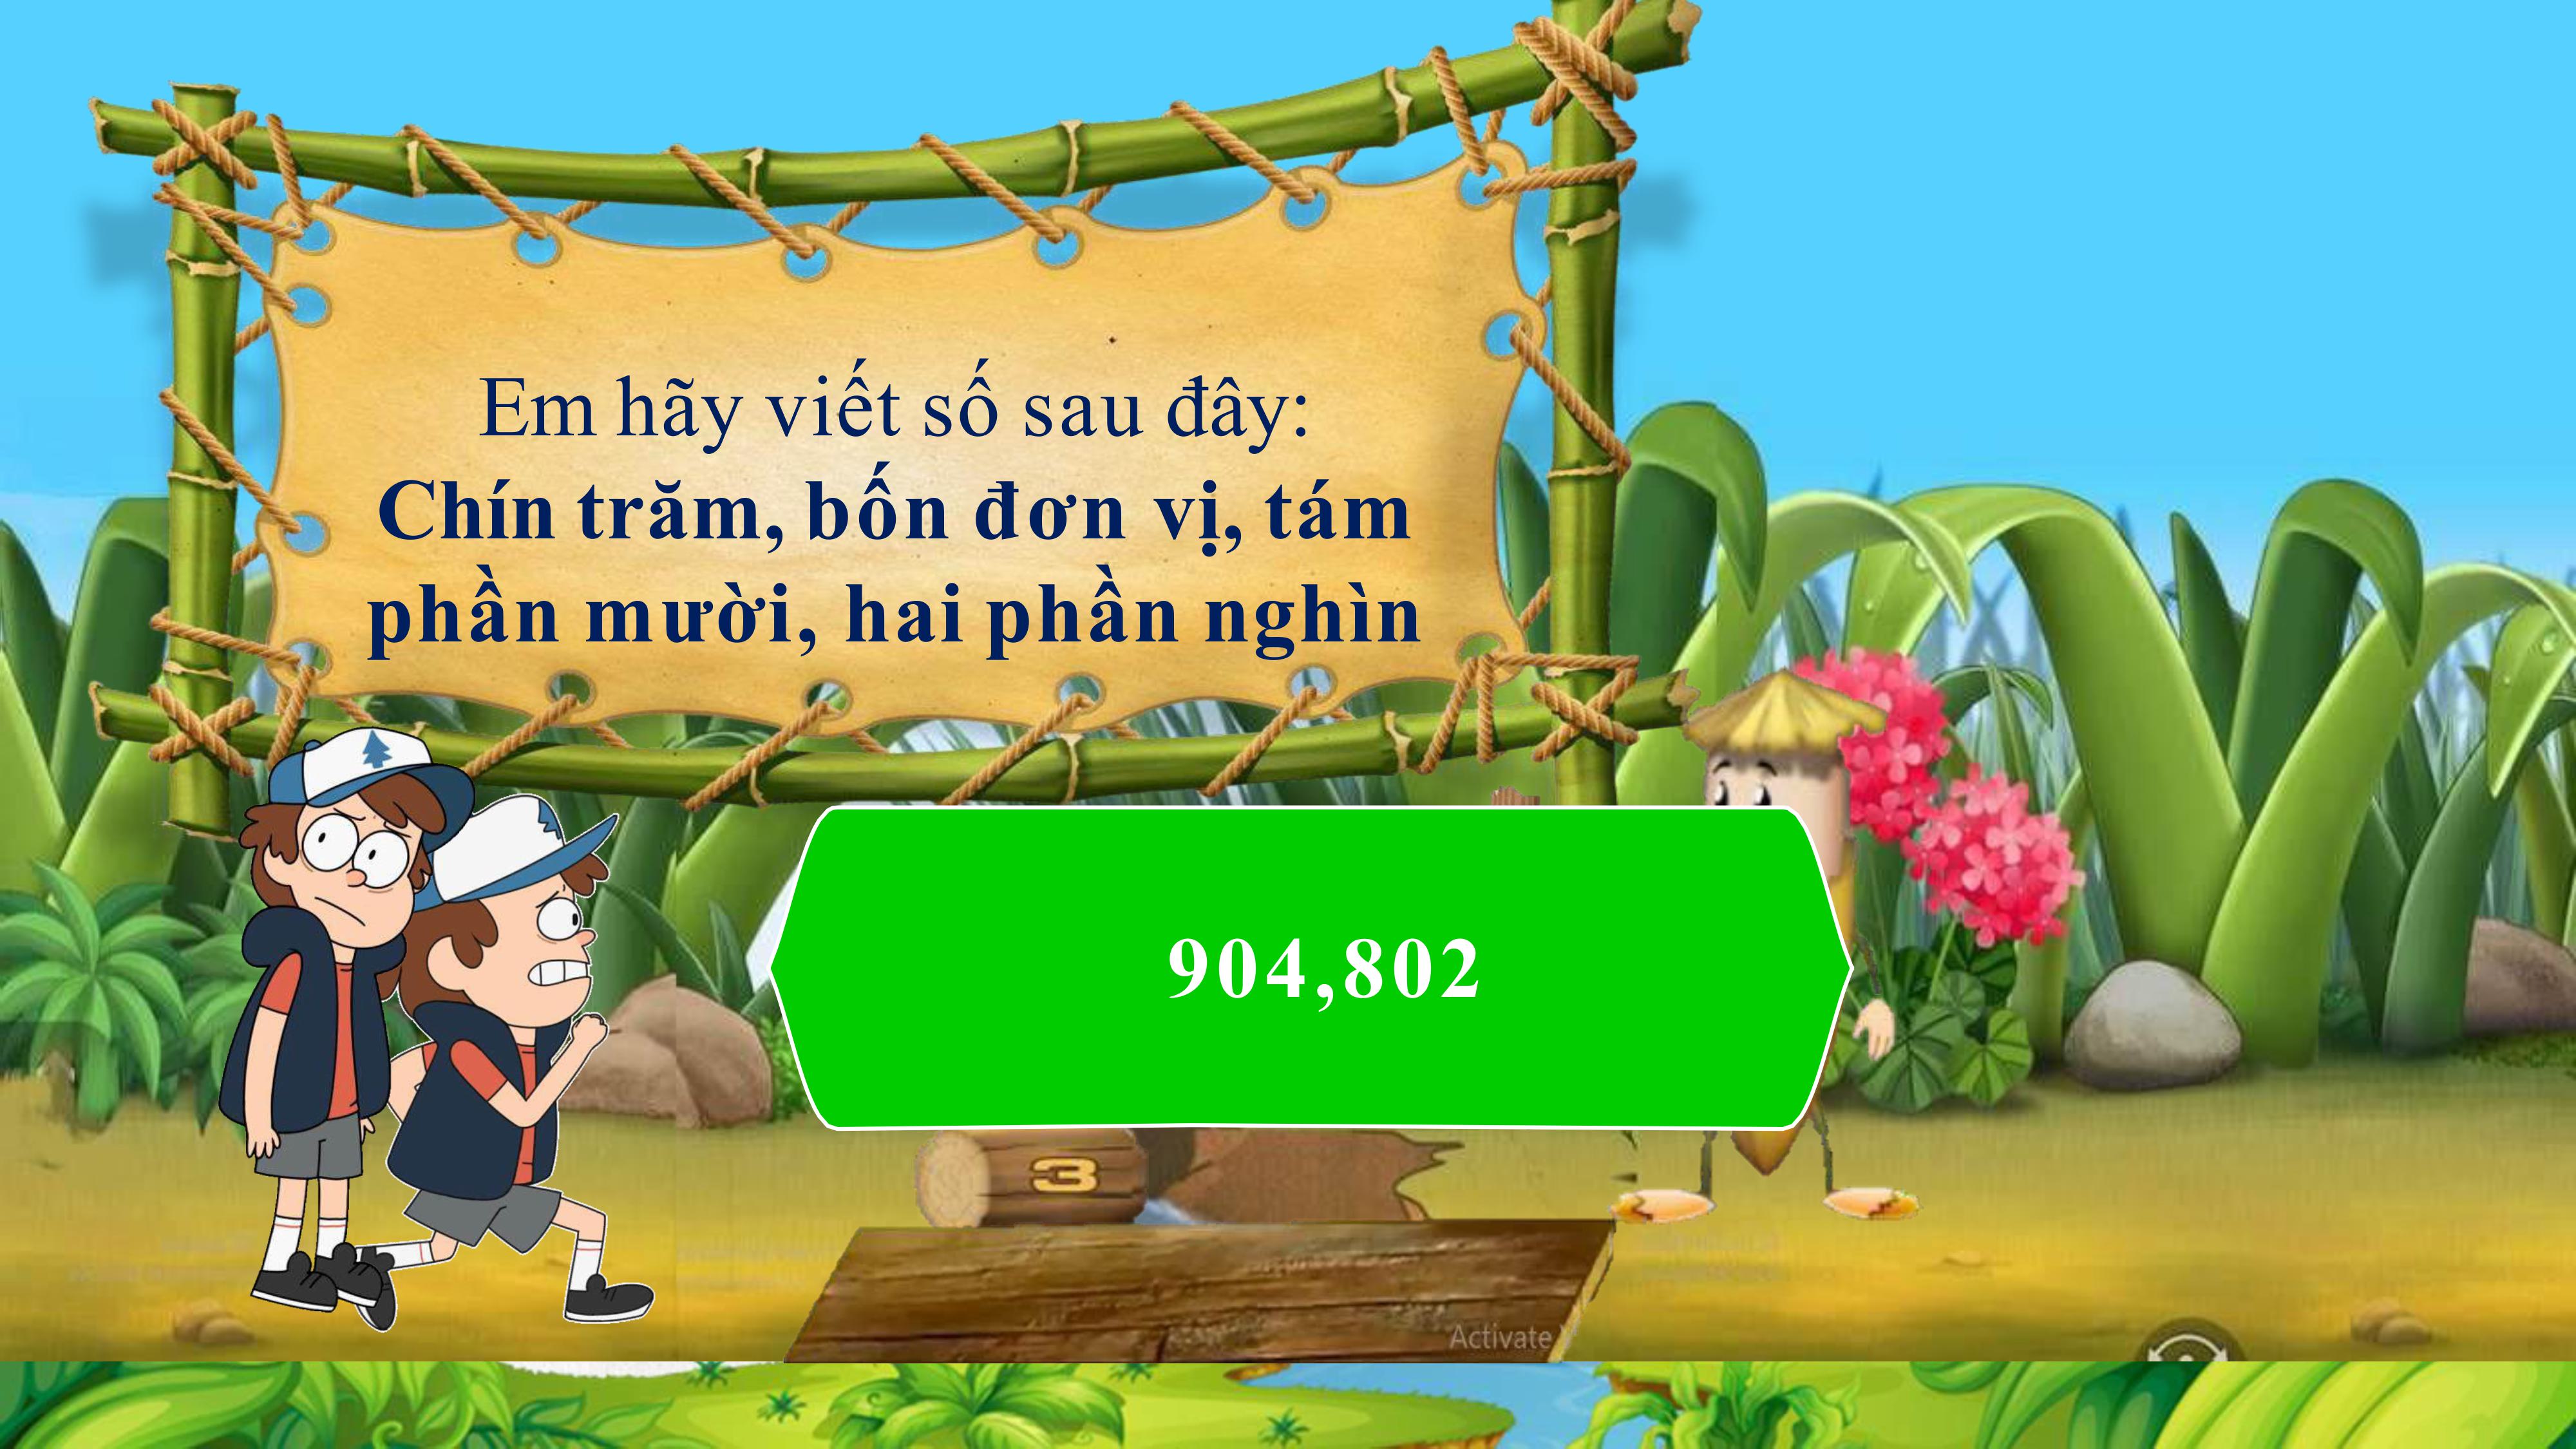 Em hãy viết số sau đây:
Chín trăm, bốn đơn vị, tám
phần mười, hai phần nghìn
904,802
3
Activate